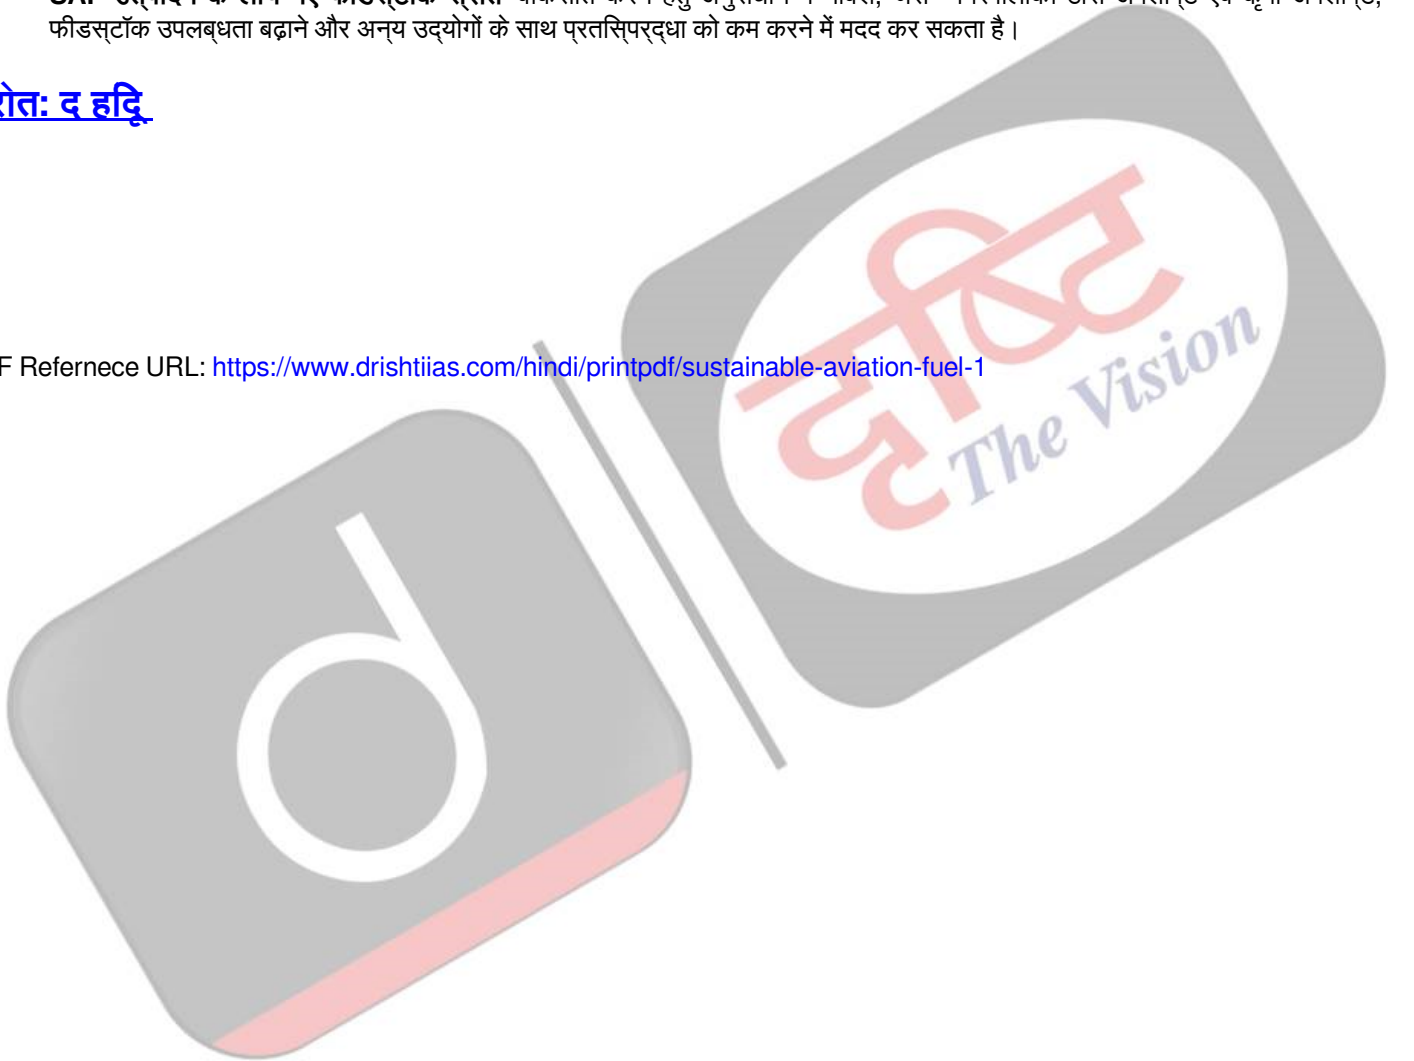 फीडस्टॉक उपलब्धता बढ़ाने और अन्य उद्योगों के साथ प्रतिस्पर्द्धा को कम करने में मदद कर सकता है।
रोत: द हिंदू
F Refernece URL: https://www.drishtiias.com/hindi/printpdf/sustainable-aviation-fuel-1
दृष्टि
The Vision
d